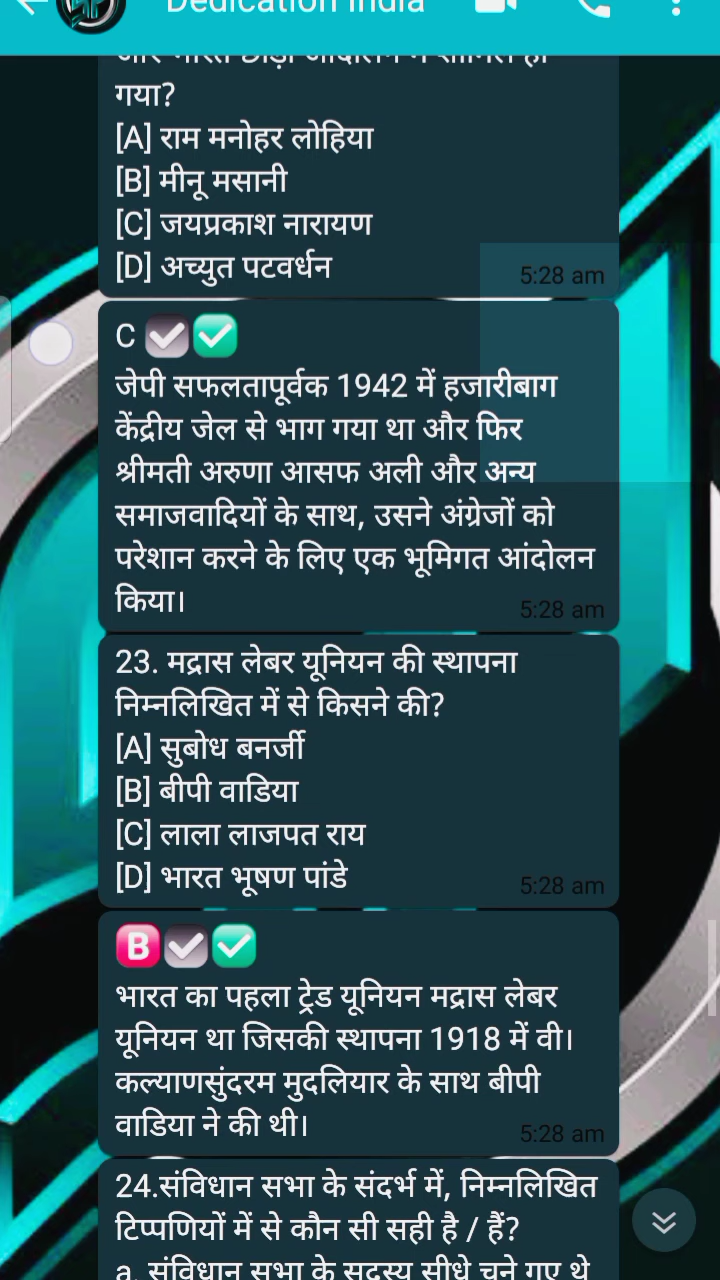 Dedication India
गया?
[A] राम मनोहर लोहिया
[B] मीनू मसानी
[C] जयप्रकाश नारायण
[D] अच्युत पटवर्धन
5:28 am
C
जेपी सफलतापूर्वक 1942 में हजारीबाग
केंद्रीय जेल से भाग गया था और फिर
श्रीमती अरुणा आसफ अली और अन्य
समाजवादियों के साथ, उसने अंग्रेजों को
परेशान करने के लिए एक भूमिगत आंदोलन
किया।
5:28 am
23. मद्रास लेबर यूनियन की स्थापना
निम्नलिखित में से किसने की?
[A] सुबोध बनर्जी
[B] बीपी वाडिया
[C] लाला लाजपत राय
[D] भारत भूषण पांडे
5:28 am
B
भारत का पहला ट्रेड यूनियन मद्रास लेबर
यूनियन था जिसकी स्थापना 1918 में वी।
कल्याणसुंदरम मुदलियार के साथ बीपी
वाडिया ने की थी।
5:28 am
24.संविधान सभा के संदर्भ में, निम्नलिखित
टिप्पणियों में से कौन सी सही है / हैं?
a. संविधान सभा के सदस्य सीधे चुने गए थे